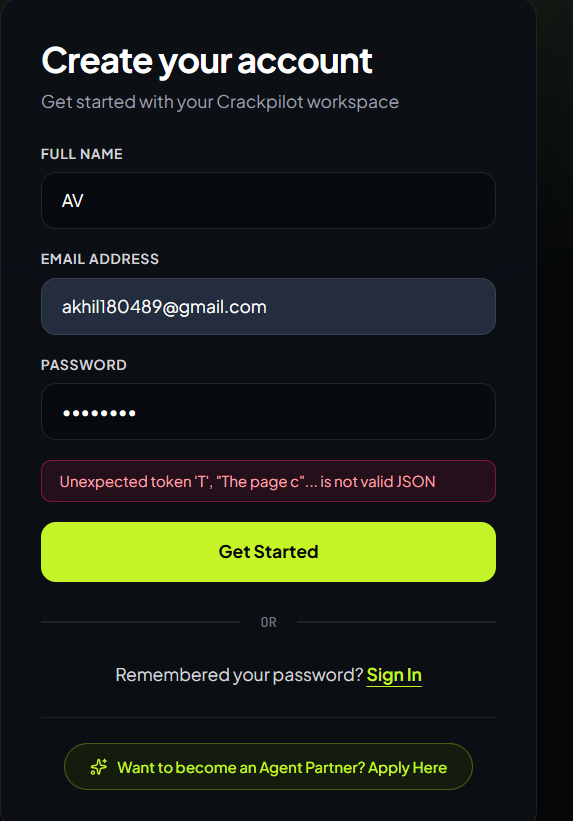 Create your account
Get started with your Crackpilot workspace
FULL NAME
AV
EMAIL ADDRESS
akhil180489@gmail.com
PASSWORD
••••••••
Unexpected token 'T', "The page c"... is not valid JSON
Get Started
OR
Remembered your password? Sign In
Want to become an Agent Partner? Apply Here